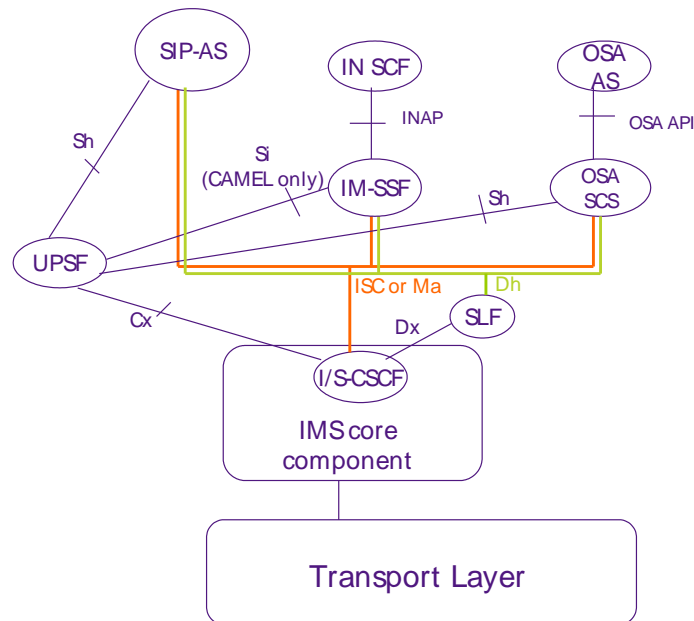 SIP-AS
IN SCF
OSA
AS
INAP
OSA API
Sh
Si
(CAMEL only)
IM-SSF
OSA
SCS
Sh
UPSF
ISC or Ma
Dh
Cx
Dx
SLF
I/S-CSCF
IMS core
component
Transport Layer